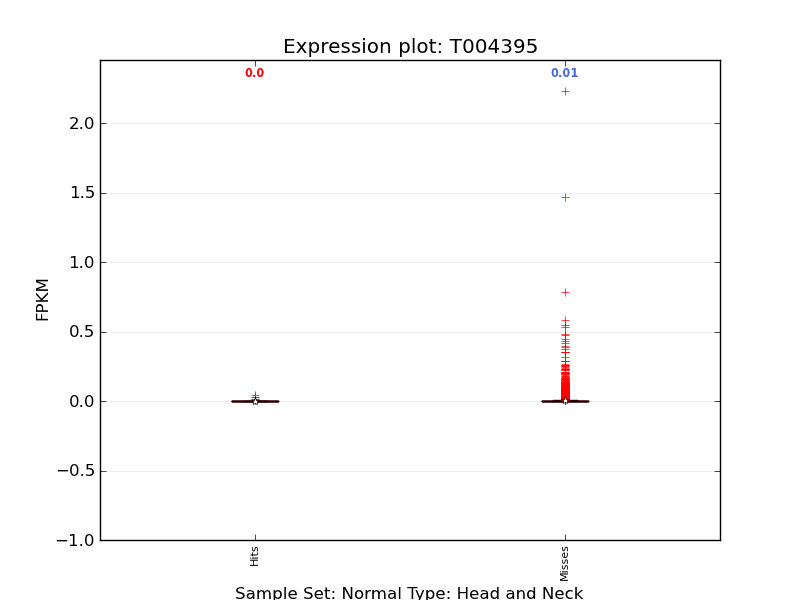 Expression plot: T004395
0.0
0.01
2.0
1.5
1.0
0.5
0.0
−0.5
−1.0
FPKM
Hits
Misses
Sample Set: Normal Type: Head and Neck